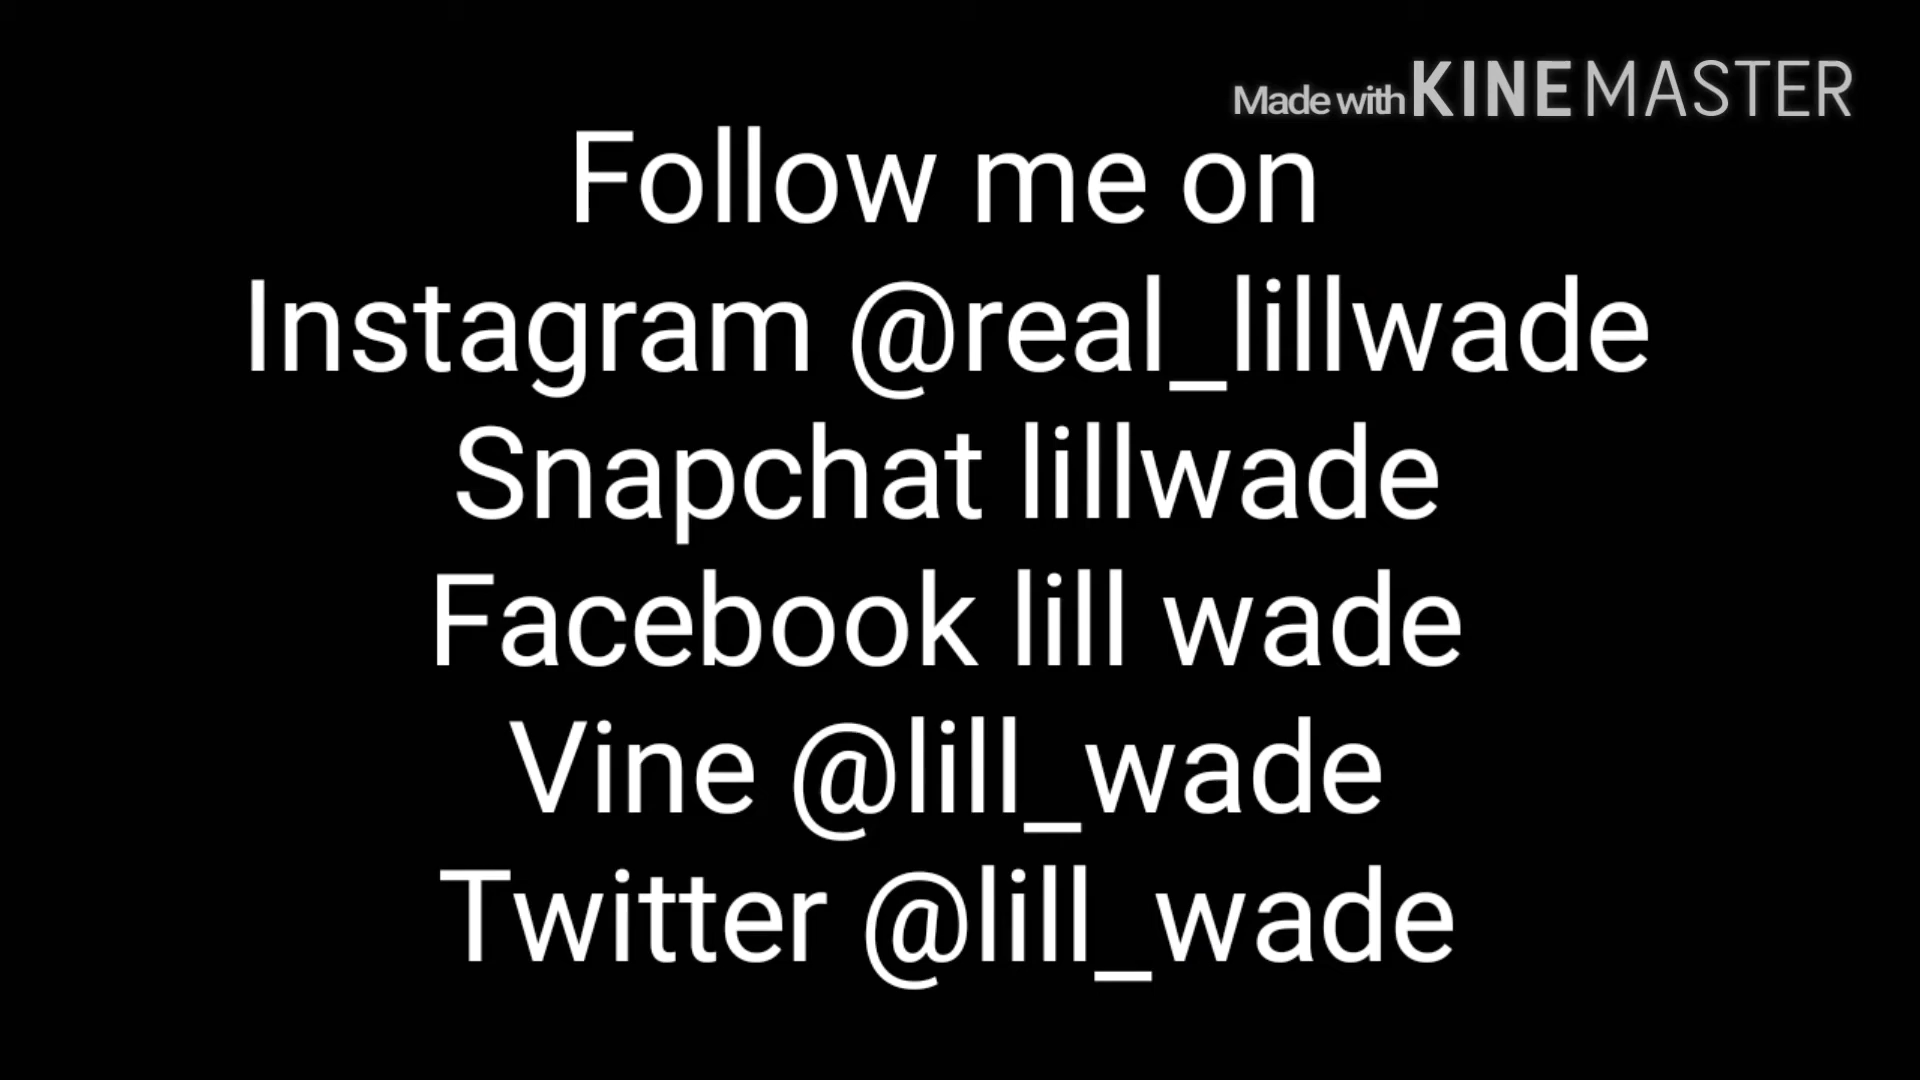 Made with KINEMASTER
Follow me on
Instagram @real_lillwade
Snapchat lillwade
Facebook lill wade
Vine @lill_wade
Twitter @lill_wade